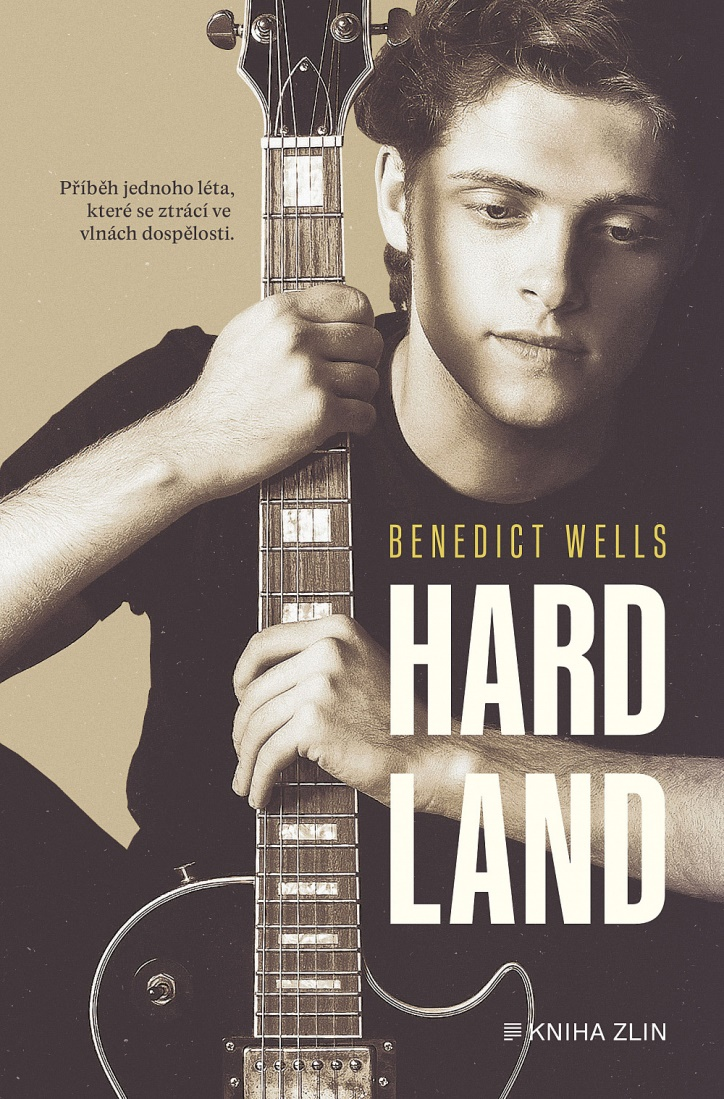 Příběh jednoho léta,
které se ztrácí ve
vlnách dospělosti.
BENEDICT WELLS
HARD
LAND
KNIHA ZLIN